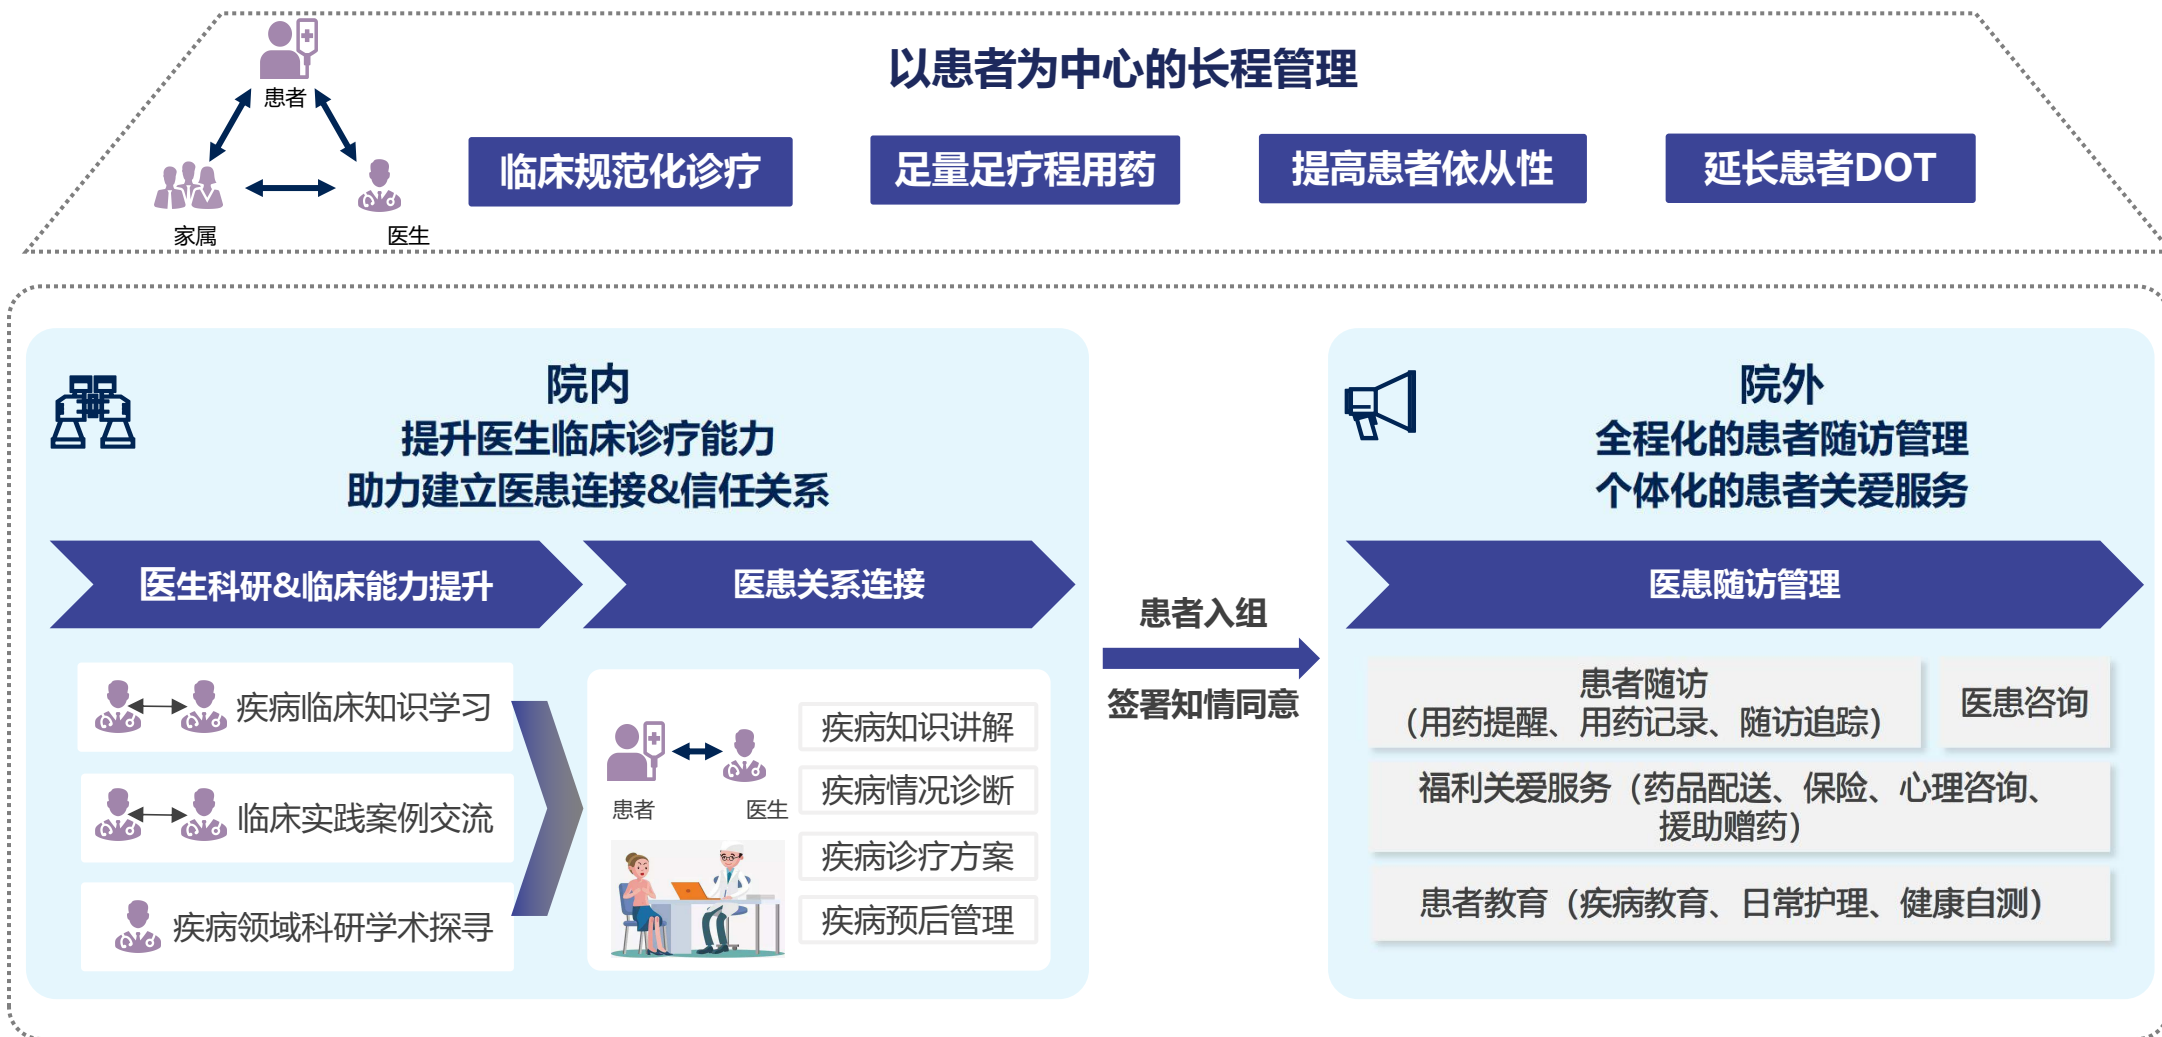 以患者为中心的长程管理
患者
家属
医生
临床规范化诊疗
足量足疗程用药
提高患者依从性
延长患者DOT
院内
提升医生临床诊疗能力
助力建立医患连接&信任关系
医生科研&临床能力提升
医患关系连接
疾病临床知识学习
临床实践案例交流
疾病领域科研学术探寻
患者
医生
疾病知识讲解
疾病情况诊断
疾病诊疗方案
疾病预后管理
患者入组
签署知情同意
院外
全程化的患者随访管理
个体化的患者关爱服务
医患随访管理
患者随访
（用药提醒、用药记录、随访追踪）
医患咨询
福利关爱服务（药品配送、保险、心理咨询、
援助赠药）
患者教育（疾病教育、日常护理、健康自测）